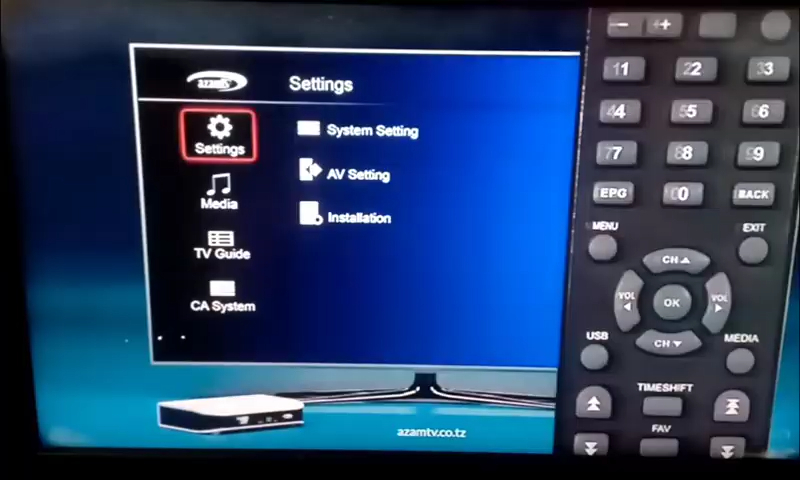 azamtv
Settings
Settings
System Setting
AV Setting
Installation
Media
TV Guide
CA System
azamtv.co.tz
− +
1 2 3
4 5 6
7 8 9
EPG 0 BACK
MENU EXIT
CH▲
VOL ◀ OK VOL ▶
CH▼
USB MEDIA
TIMESHIFT
FAV